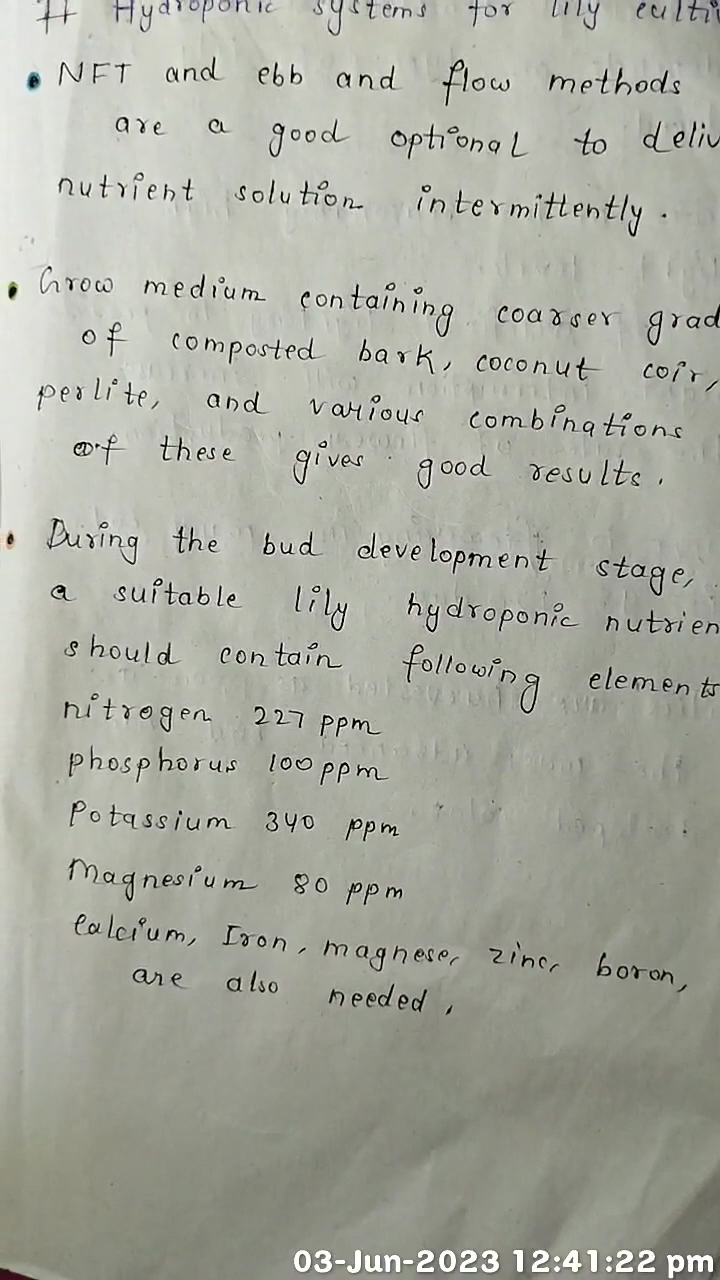 # Hydroponic systems for lily culti
• NFT and ebb and flow methods
are a good optional to deliv
nutrient solution intermittently.
• Grow medium containing coarser grad
of composted bark, coconut coir,
perlite, and various combinations
of these gives good results.
• During the bud development stage,
a suitable lily hydroponic nutrien
should contain following elements
nitrogen 227 ppm
phosphorus 100 ppm
Potassium 340 ppm
Magnesium 80 ppm
Calcium, Iron, magnese, zinc, boron,
are also needed,
03-Jun-2023 12:41:22 pm